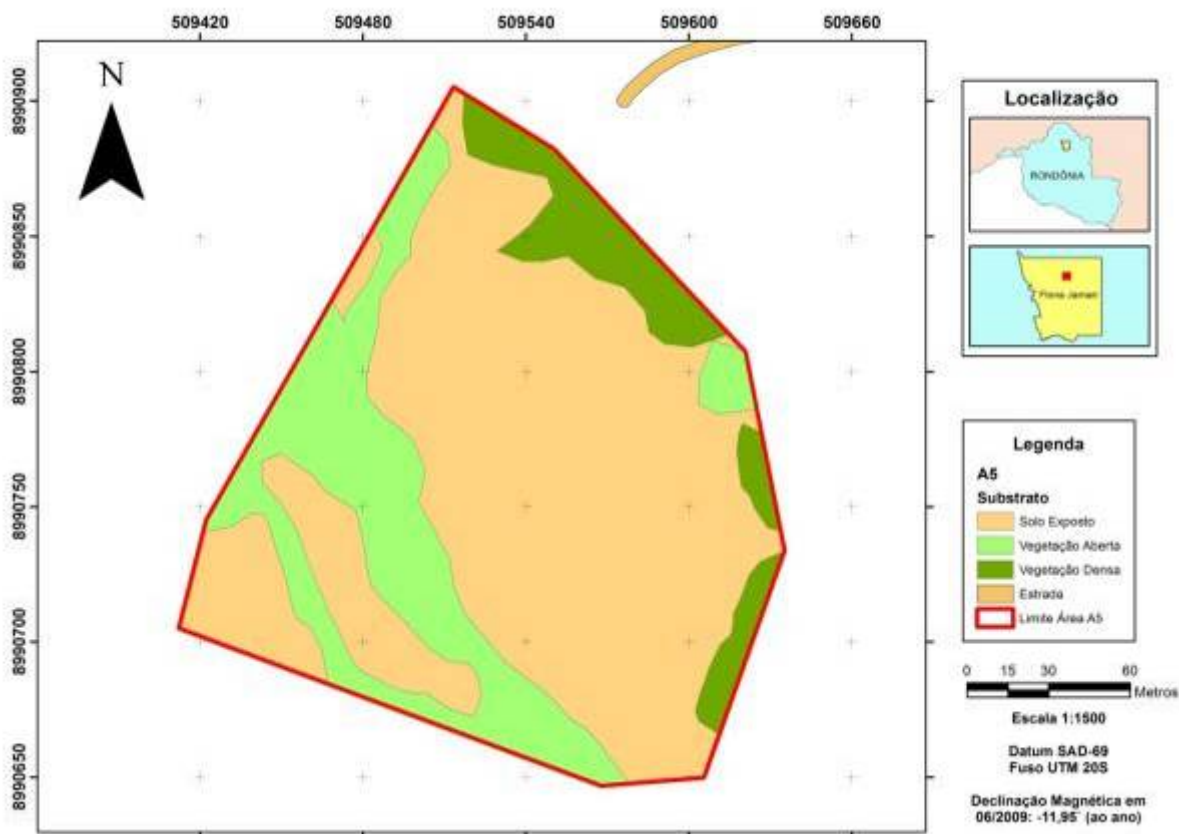 509420 509480 509540 509600 509660
N
8990900
8990850
8990800
8990750
8990700
8990650
Localização
RONDÔNIA
Flona Jamari
Legenda
A5
Substrato
Solo Exposto
Vegetação Aberta
Vegetação Densa
Estrada
Limite Área A5
0 15 30 60
Metros
Escala 1:1500
Datum SAD-69
Fuso UTM 20S
Declinação Magnética em
06/2009: -11,95° (ao ano)